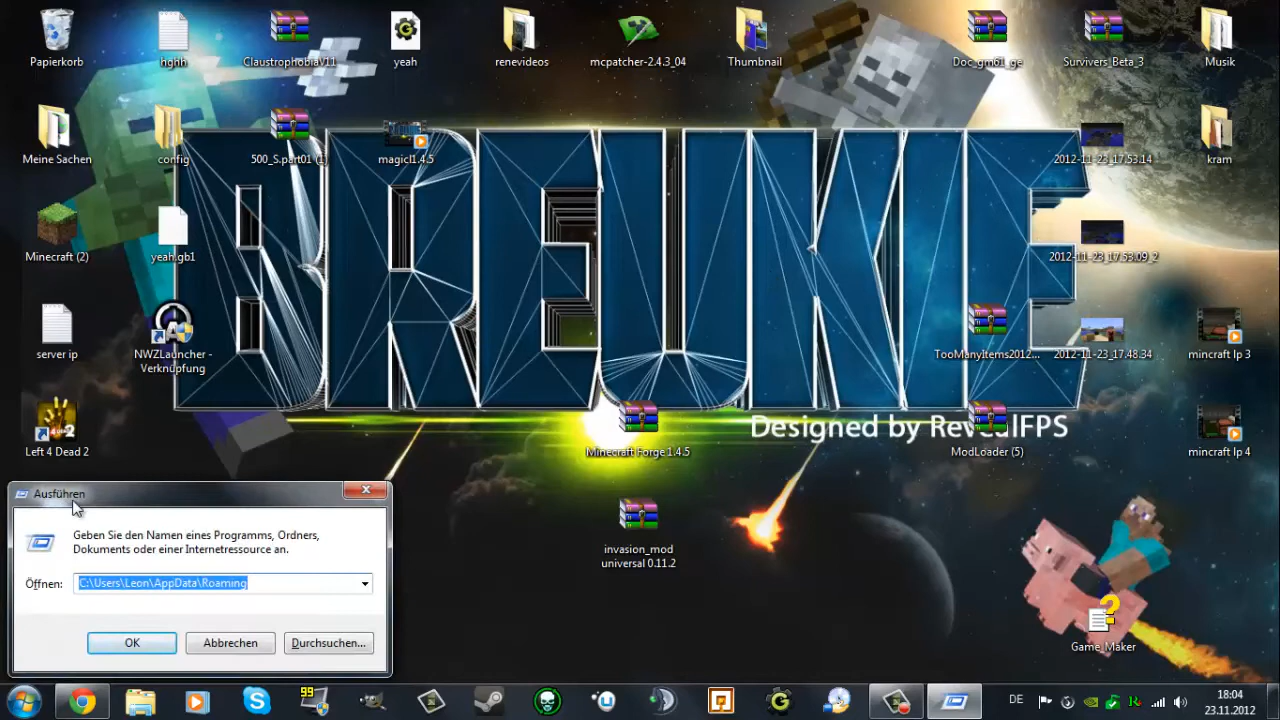 Papierkorb
hghh
ClaustrophobiaV11
yeah
renevideos
mcpatcher-2.4.3_04
Thumbnail
Doc_gm61_ge
Survivers_Beta_3
Musik
Meine Sachen
config
500_S.part01 (1)
magicl1.4.5
2012-11-23_17.53.14
kram
Minecraft (2)
yeah.gb1
2012-11-23_17.53.09_2
server ip
NWZLauncher -
Verknüpfung
TooManyItems2012...
2012-11-23_17.48.34
mincraft lp 3
BREUKE
Designed by RevealFPS
Left 4 Dead 2
Minecraft Forge 1.4.5
ModLoader (5)
mincraft lp 4
invasion_mod
universal 0.11.2
Game_Maker
Ausführen
Geben Sie den Namen eines Programms, Ordners,
Dokuments oder einer Internetressource an.
Öffnen:
C:\Users\Leon\AppData\Roaming
OK
Abbrechen
Durchsuchen...
99
DE
18:04
23.11.2012